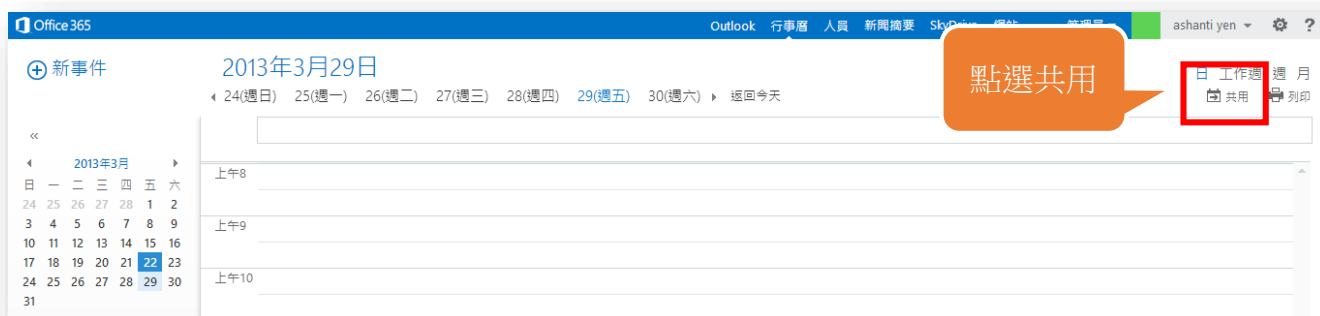 Office 365
Outlook 行事曆 人員 新聞摘要 SkyDrive 網站 管理員 ashanti yen ?
新事件
2013年3月29日
點選共用
日 工作週 週 月
24(週日) 25(週一) 26(週二) 27(週三) 28(週四) 29(週五) 30(週六) 返回今天
共用 列印
«
2013年3月
日 一 二 三 四 五 六
24 25 26 27 28 1 2
3 4 5 6 7 8 9
10 11 12 13 14 15 16
17 18 19 20 21 22 23
24 25 26 27 28 29 30
31
上午8
上午9
上午10